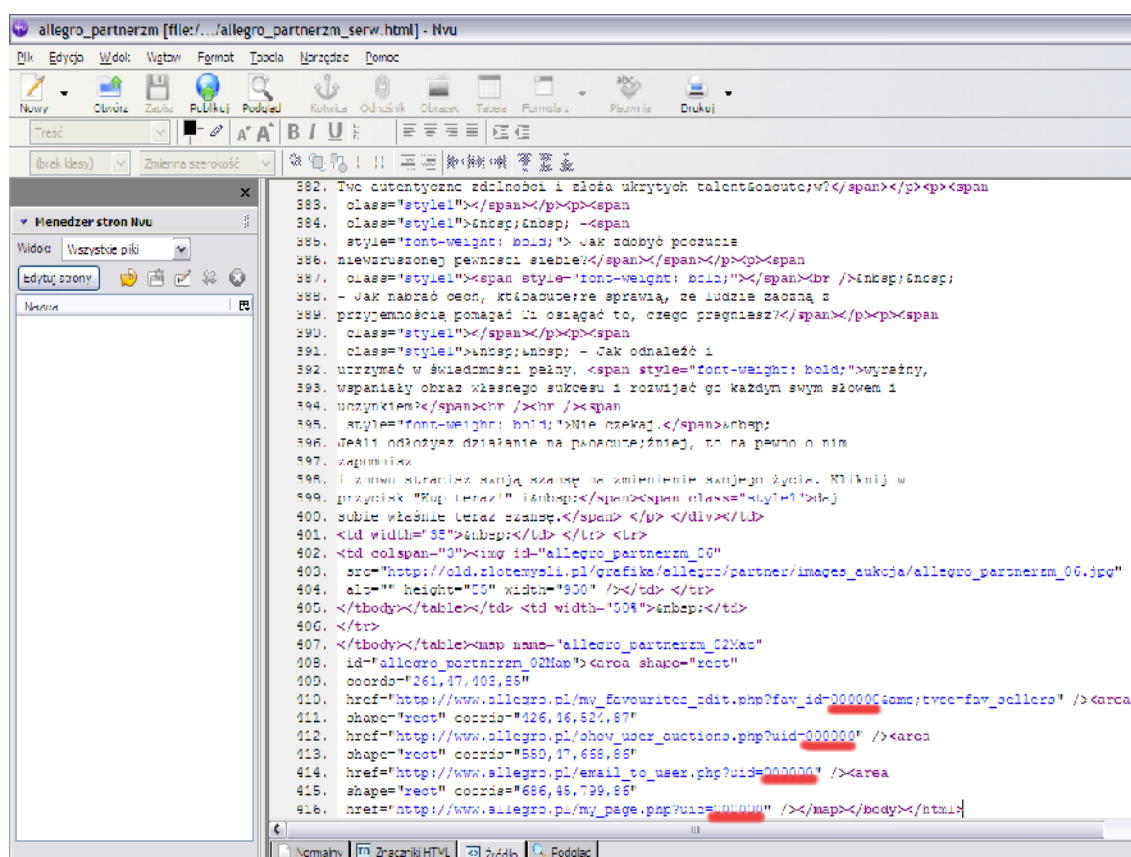 allegro_partnerzm [file:/.../allegro_partnerzm_serw.html] - Nvu
Plik Edycja Widok Wstaw Format Tabela Narzędzia Pomoc
Nowy Otwórz Zapisz Publikuj Podgląd Kotwica Odnośnik Obrazek Tabela Formularz Pisownia Drukuj
Treść B I U
(brak klasy) Zmienna szerokość
Menedzer stron Nvu
Widok: Wszystkie pliki
Edytuj strony
Nazwa
382. Twe autentyczne zdolności i złoża ukrytych talent&oacute;w?</span></p><p><span
383. class="style1"></span></p><p><span
384. class="style1">&nbsp;&nbsp; -<span
385. style="font-weight: bold;"> Jak zdobyć poczucie
386. niewzruszonej pewności siebie?</span></span></p><p><span
387. class="style1"><span style="font-weight: bold;"></span><br />&nbsp;&nbsp;
388. - Jak nabrać cech, kt&oacute;re sprawią, że ludzie zaczną z
389. przyjemnością pomagać Ci osiągać to, czego pragniesz?</span></p><p><span
390. class="style1"></span></p><p><span
391. class="style1">&nbsp;&nbsp; - Jak odnaleźć i
392. utrzymać w świadomości pełny, <span style="font-weight: bold;">wyraźny,
393. wspaniały obraz własnego sukcesu i rozwijać go każdym swym słowem i
394. uczynkiem?</span><br /><br /><span
395. style="font-weight: bold;">Nie czekaj.</span>&nbsp;
396. Jeśli odłożysz działanie na p&oacute;źniej, to na pewno o nim
397. zapomnisz
398. i znowu stracisz swoją szansę na zmienienie swojego życia. Kliknij w
399. przycisk "Kup teraz!" i&nbsp;</span><span class="style1">daj
400. sobie właśnie teraz szansę.</span> </p> </div></td>
401. <td width="35">&nbsp;</td> </tr> <tr>
402. <td colspan="3"><img id="allegro_partnerzm_06"
403. src="http://old.zlotemysli.pl/grafika/allegro/partner/images_aukcja/allegro_partnerzm_06.jpg"
404. alt="" height="55" width="950" /></td> </tr>
405. </tbody></table></td> <td width="50%">&nbsp;</td>
406. </tr>
407. </tbody></table><map name="allegro_partnerzm_02Map"
408. id="allegro_partnerzm_02Map"><area shape="rect"
409. coords="261,47,403,85"
410. href="http://www.allegro.pl/my_favourites_edit.php?fav_id=000000&amp;type=fav_sellers" /><area
411. shape="rect" coords="426,46,524,87"
412. href="http://www.allegro.pl/show_user_auctions.php?uid=000000" /><area
413. shape="rect" coords="550,47,668,86"
414. href="http://www.allegro.pl/email_to_user.php?uid=000000" /><area
415. shape="rect" coords="686,45,799,86"
416. href="http://www.allegro.pl/my_page.php?uid=000000" /></map></body></html>
Normalny Znaczniki HTML Źródło Podgląd